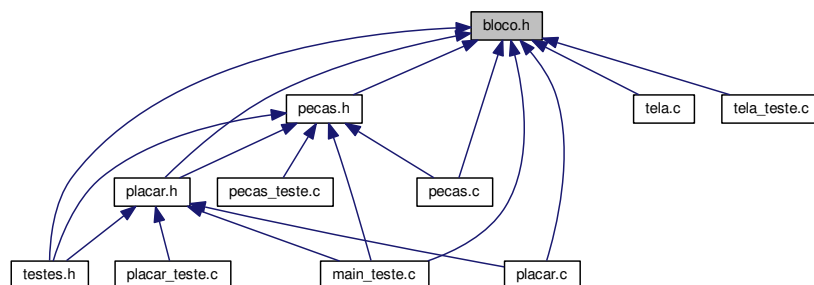 bloco.h
pecas.h
tela.c
tela_teste.c
placar.h
pecas_teste.c
pecas.c
testes.h
placar_teste.c
main_teste.c
placar.c